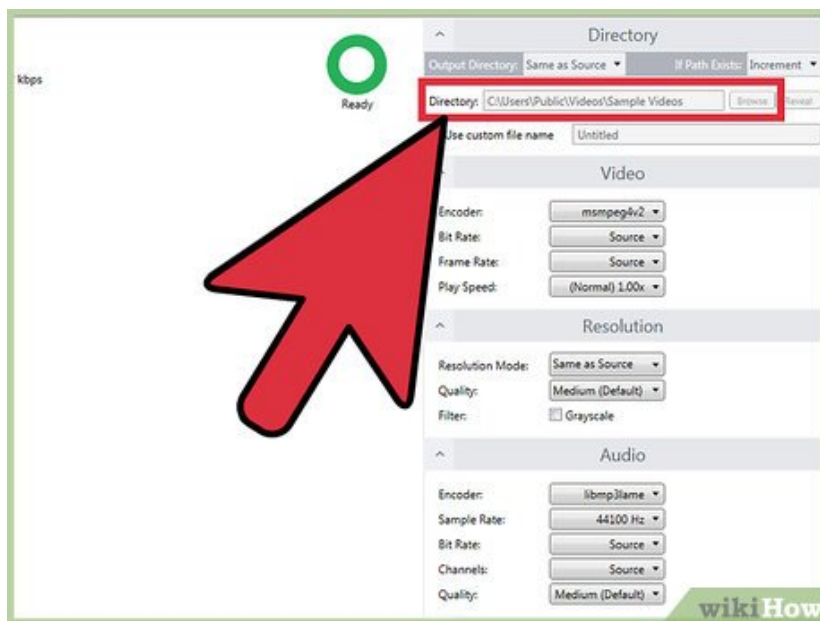 kbps
Ready
Directory
Output Directory: Same as Source If Path Exists: Increment
Directory: C:\Users\Public\Videos\Sample Videos Browse Reveal
Use custom file name Untitled
Video
Encoder: msmpeg4v2
Bit Rate: Source
Frame Rate: Source
Play Speed: (Normal) 1.00x
Resolution
Resolution Mode: Same as Source
Quality: Medium (Default)
Filter: Grayscale
Audio
Encoder: libmp3lame
Sample Rate: 44100 Hz
Bit Rate: Source
Channels: Source
Quality: Medium (Default)
wikiHow